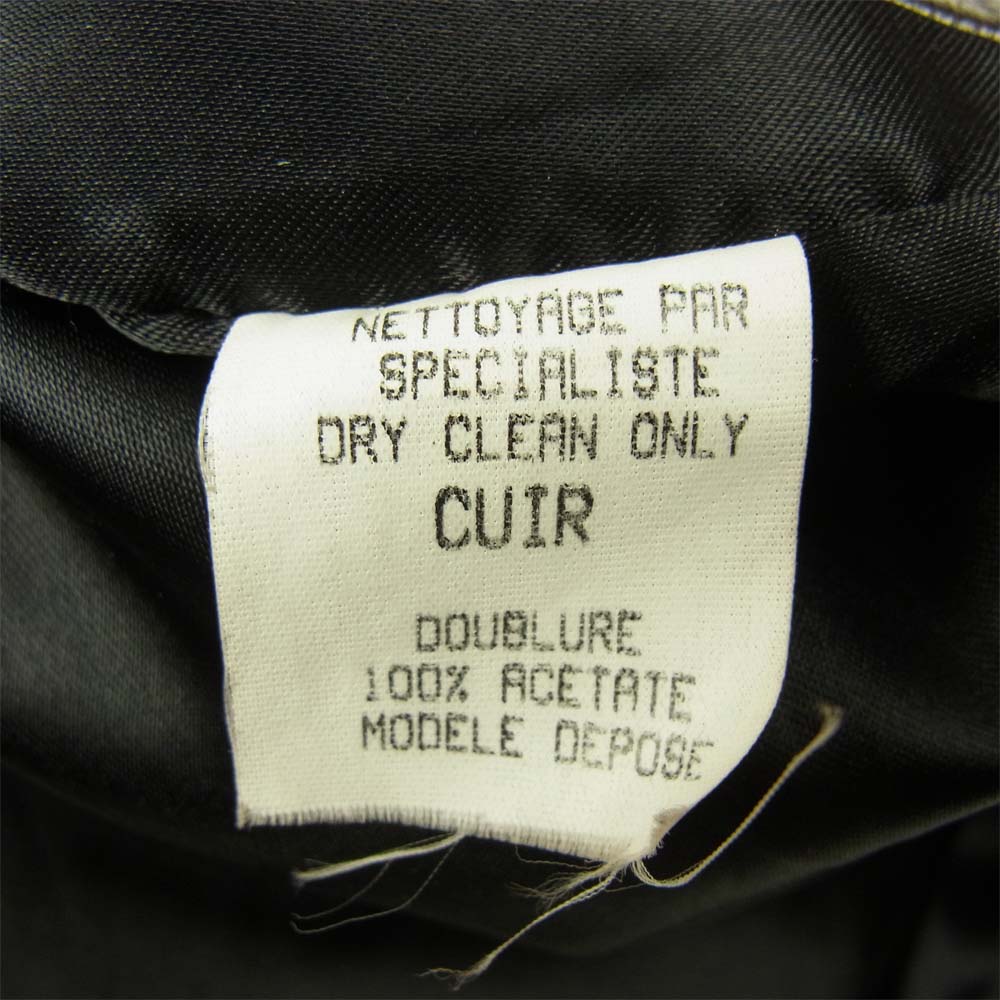 NETTOYAGE PAR
SPECIALISTE
DRY CLEAN ONLY
CUIR
DOUBLURE
100% ACETATE
MODELE DEPOSE